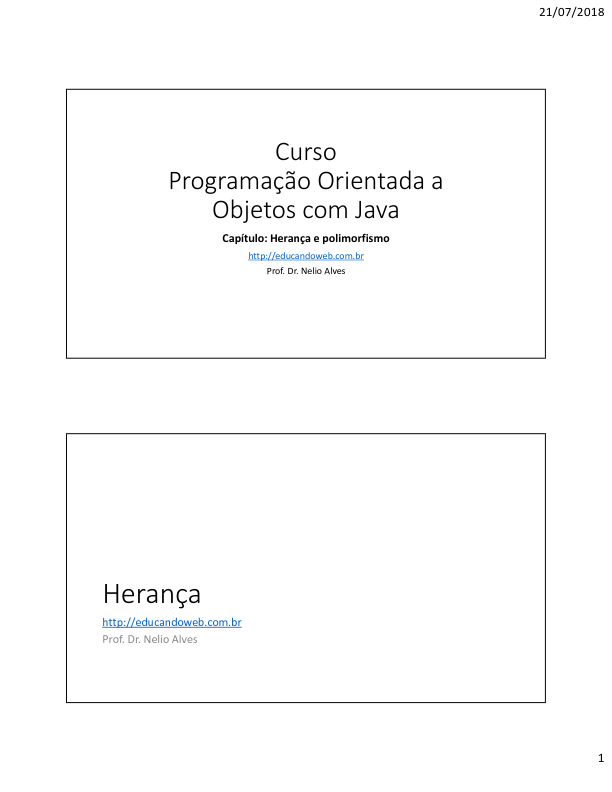 21/07/2018
Curso
Programação Orientada a
Objetos com Java
Capítulo: Herança e polimorfismo
http://educandoweb.com.br
Prof. Dr. Nelio Alves
Herança
http://educandoweb.com.br
Prof. Dr. Nelio Alves
1